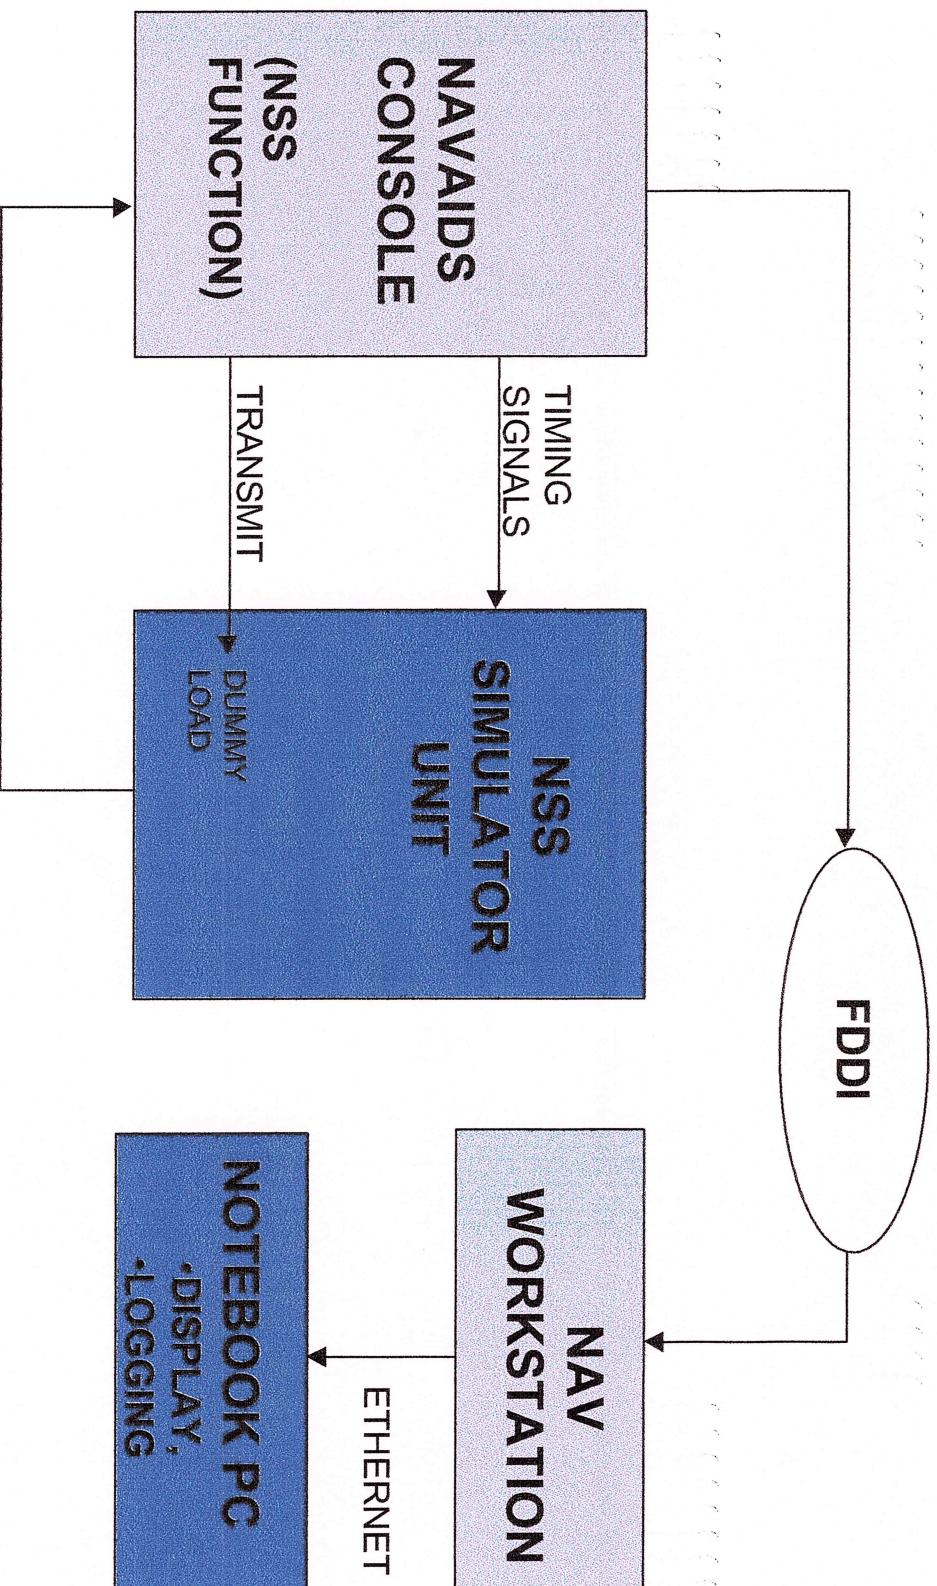 FDDI
NAVAIDS
CONSOLE
(NSS
FUNCTION)
TIMING
SIGNALS
TRANSMIT
NSS
SIMULATOR
UNIT
DUMMY
LOAD
NAV
WORKSTATION
ETHERNET
NOTEBOOK PC
•DISPLAY,
•LOGGING